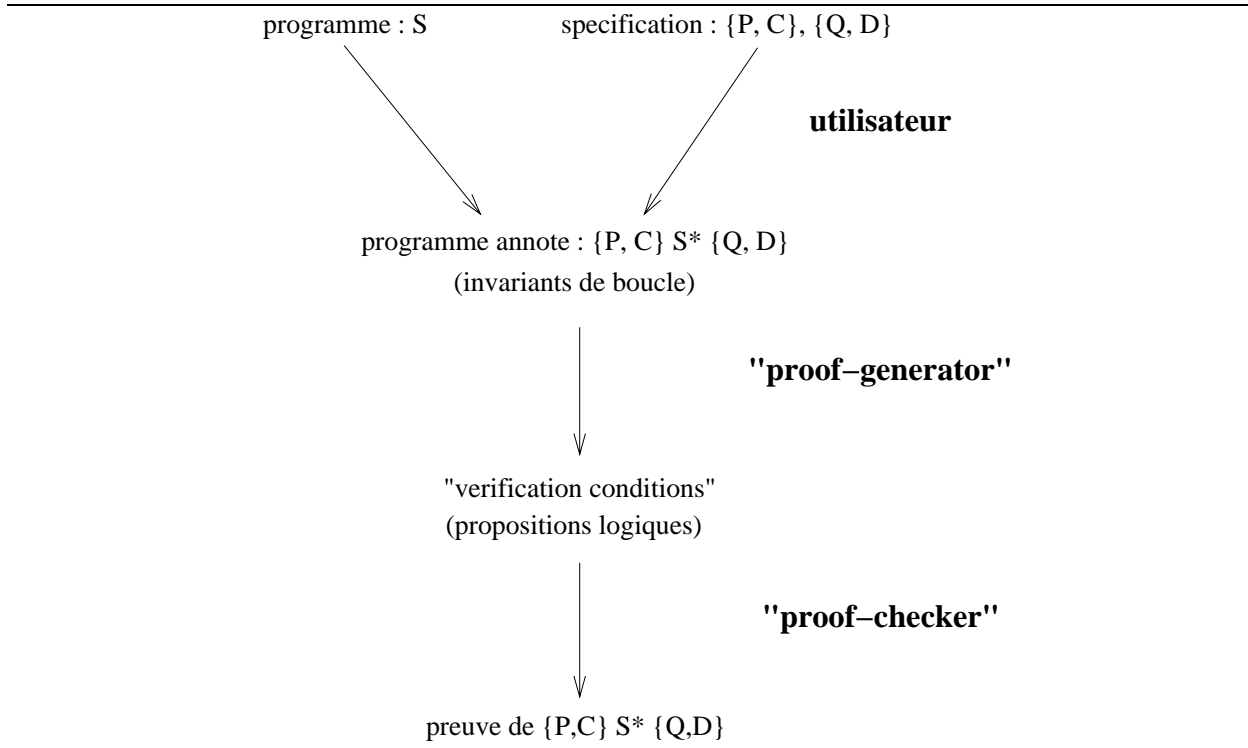 programme : S
specification : {P, C}, {Q, D}
utilisateur
programme annote : {P, C} S* {Q, D}
(invariants de boucle)
"proof−generator"
"verification conditions"
(propositions logiques)
"proof−checker"
preuve de {P,C} S* {Q,D}